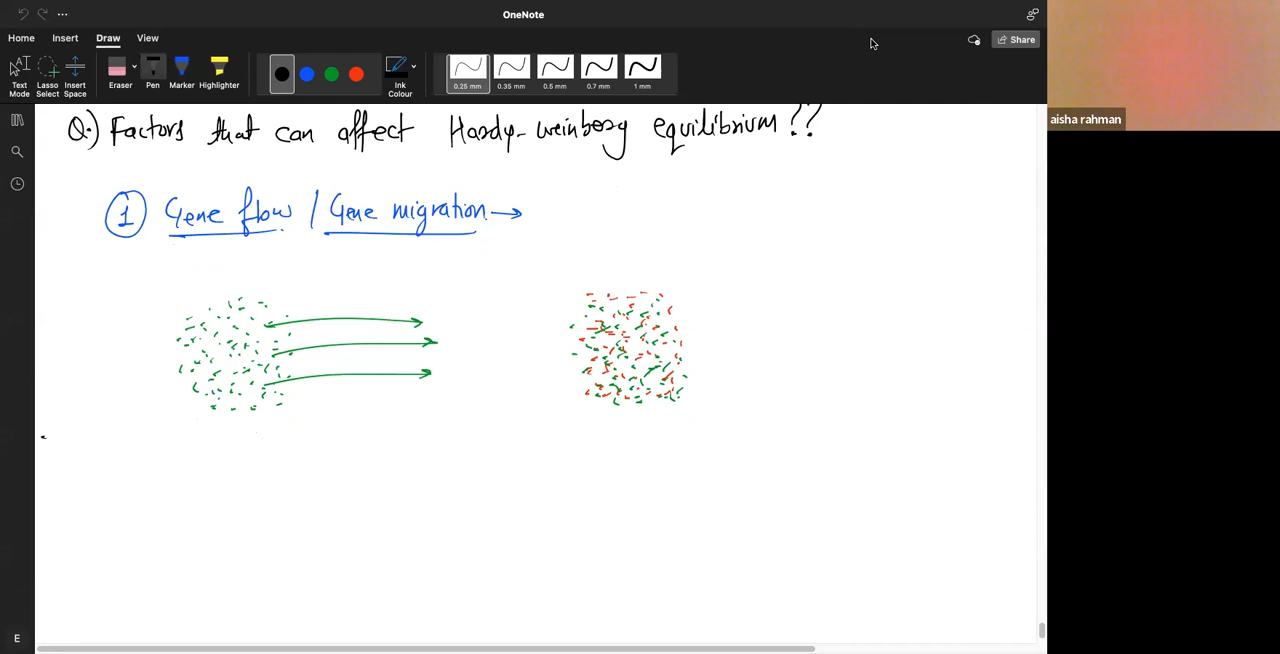 OneNote
Home Insert Draw View
Share
Text Mode
Lasso Select
Insert Space
Eraser
Pen
Marker
Highlighter
Ink Colour
0.25 mm
0.35 mm
0.5 mm
0.7 mm
1 mm
aisha rahman
Q.) Factors that can affect Hardy-weinberg equilibrium??
1 Gene flow / Gene migration →
E